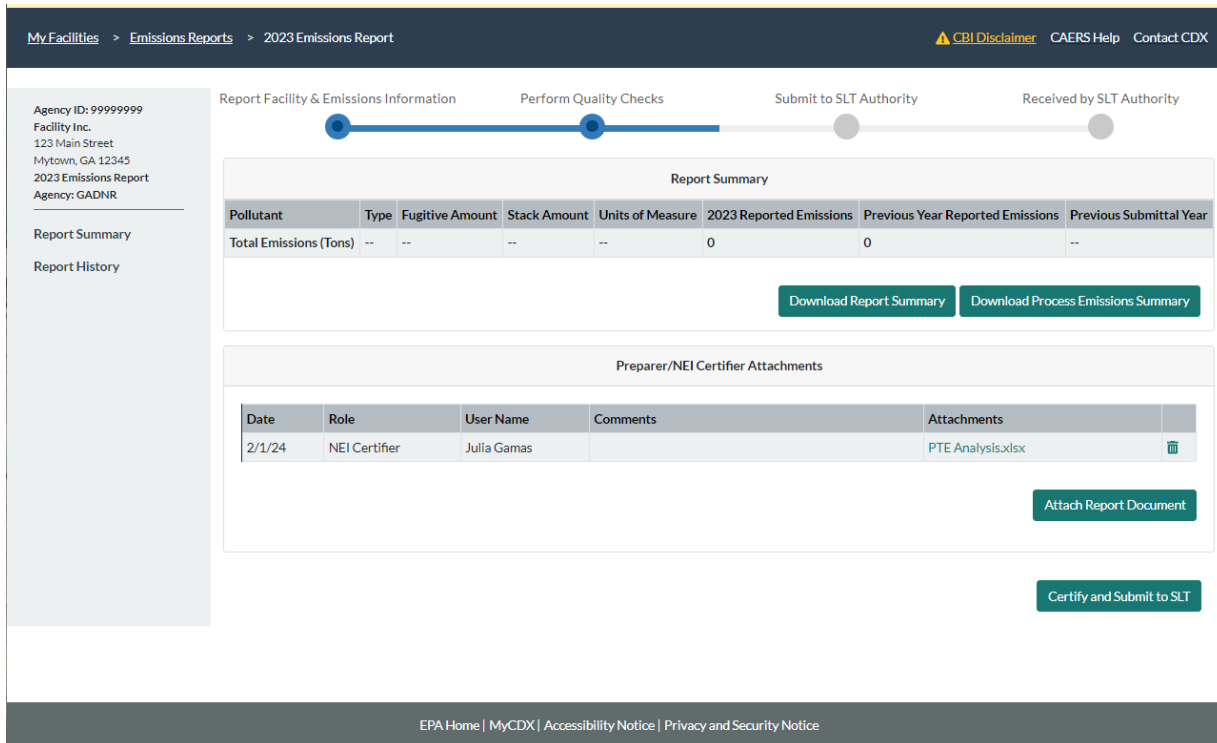 My Facilities > Emissions Reports > 2023 Emissions Report
CBI Disclaimer CAERS Help Contact CDX
Agency ID: 99999999
Facility Inc.
123 Main Street
Mytown, GA 12345
2023 Emissions Report
Agency: GADNR
Report Summary
Report History
Report Facility & Emissions Information Perform Quality Checks Submit to SLT Authority Received by SLT Authority
Report Summary
Pollutant Type Fugitive Amount Stack Amount Units of Measure 2023 Reported Emissions Previous Year Reported Emissions Previous Submittal Year
Total Emissions (Tons) -- -- -- -- 0 0 --
Download Report Summary Download Process Emissions Summary
Preparer/NEI Certifier Attachments
Date Role User Name Comments Attachments
2/1/24 NEI Certifier Julia Gamas PTE Analysis.xlsx
Attach Report Document
Certify and Submit to SLT
EPA Home | MyCDX | Accessibility Notice | Privacy and Security Notice